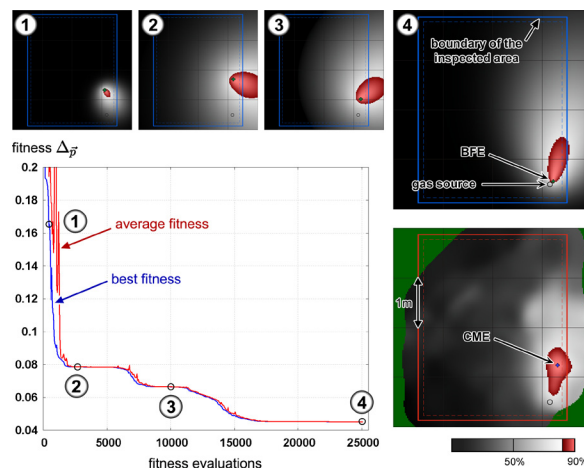 1
2
3
4
boundary of the
inspected area
BFE
gas source
fitness Δp⃗
0.2
0.16
0.14
0.12
0.1
0.08
0.06
0.04
1
average fitness
best fitness
2
3
4
0
5000
10000
15000
20000
25000
fitness evaluations
1m
CME
50%
90%